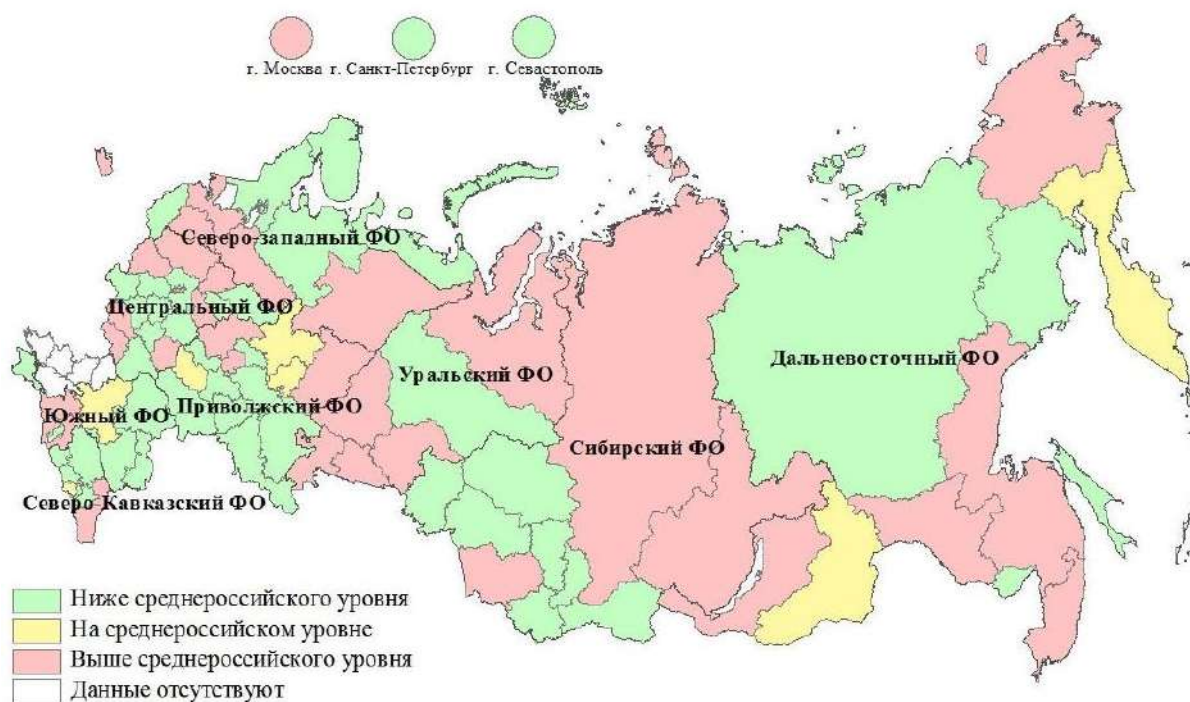 г. Москва г. Санкт-Петербург г. Севастополь
Северо-западный ФО
Центральный ФО
Уральский ФО
Дальневосточный ФО
Южный ФО
Приволжский ФО
Сибирский ФО
Северо-Кавказский ФО
Ниже среднероссийского уровня
На среднероссийском уровне
Выше среднероссийского уровня
Данные отсутствуют